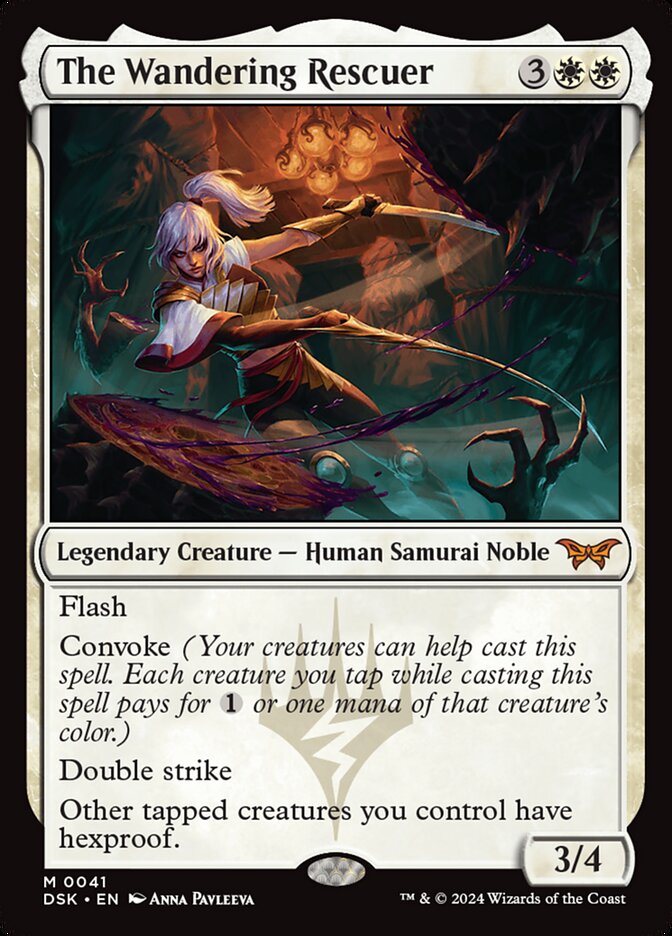 The Wandering Rescuer 3
Legendary Creature — Human Samurai Noble
Flash
Convoke (Your creatures can help cast this
spell. Each creature you tap while casting this
spell pays for 1 or one mana of that creature's
color.)
Double strike
Other tapped creatures you control have
hexproof.
3/4
M 0041
DSK • EN Anna Pavleeva
™ & © 2024 Wizards of the Coast